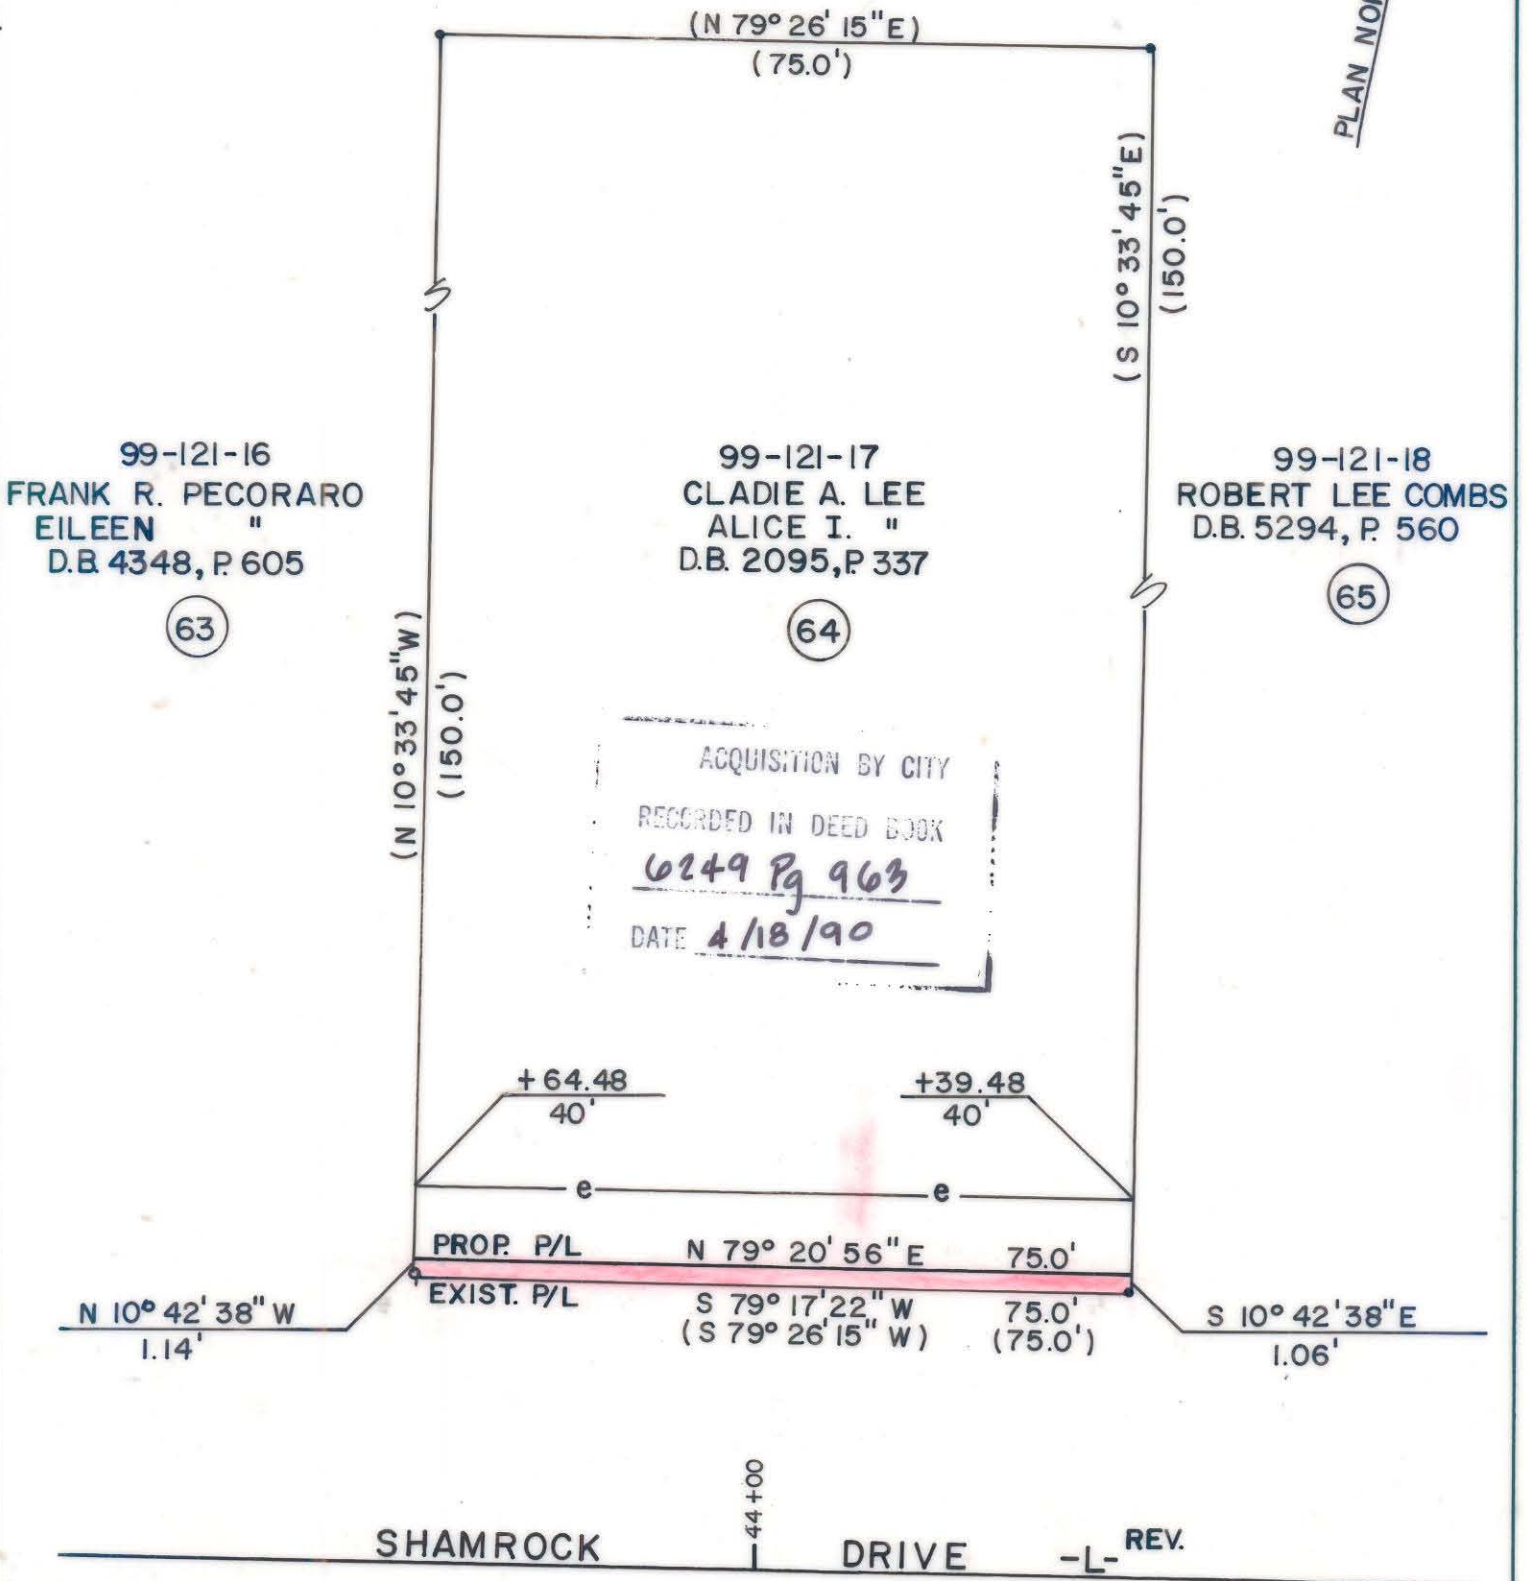 (N 79° 26' 15"E)
(75.0')
PLAN
(S 10° 33' 45"E)
(150.0')
99-121-16
FRANK R. PECORARO
EILEEN "
D.B. 4348, P. 605
63
99-121-17
CLADIE A. LEE
ALICE I. "
D.B. 2095, P. 337
64
99-121-18
ROBERT LEE COMBS
D.B. 5294, P. 560
65
(N 10° 33' 45"W)
(150.0')
ACQUISITION BY CITY
RECORDED IN DEED BOOK
6249 Pg 963
DATE 4/18/90
+64.48
40'
+39.48
40'
e e
PROP. P/L N 79° 20' 56" E 75.0'
EXIST. P/L S 79° 17' 22" W 75.0'
(S 79° 26' 15" W) (75.0')
N 10° 42' 38" W
1.14'
S 10° 42' 38" E
1.06'
44+00
SHAMROCK DRIVE -L- REV.